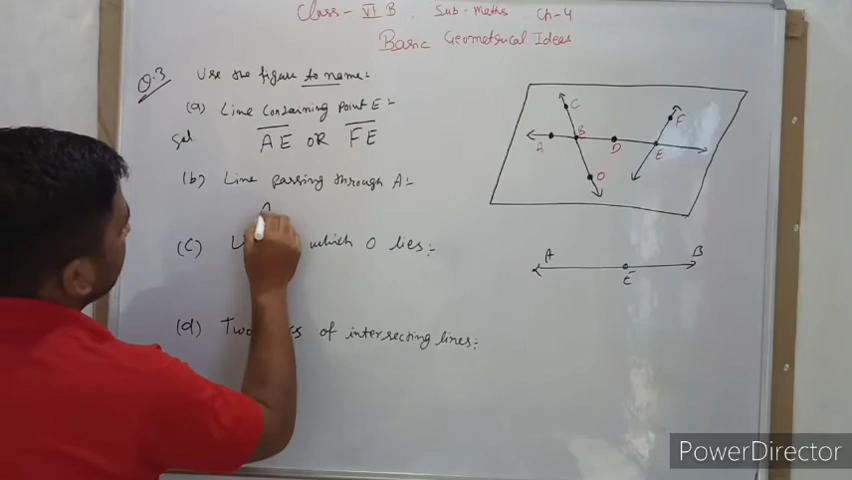 Class - VI B Sub - Maths Ch-4
Basic Geometrical Ideas
Q.3 Use the figure to name:-
(a) Line containing point E:-
Sol AE OR FE
(b) Line passing through A:-
A
(c) which O lies:-
(d) Two of intersecting lines:-
C
F
A
B
D
E
O
A
B
E
PowerDirector